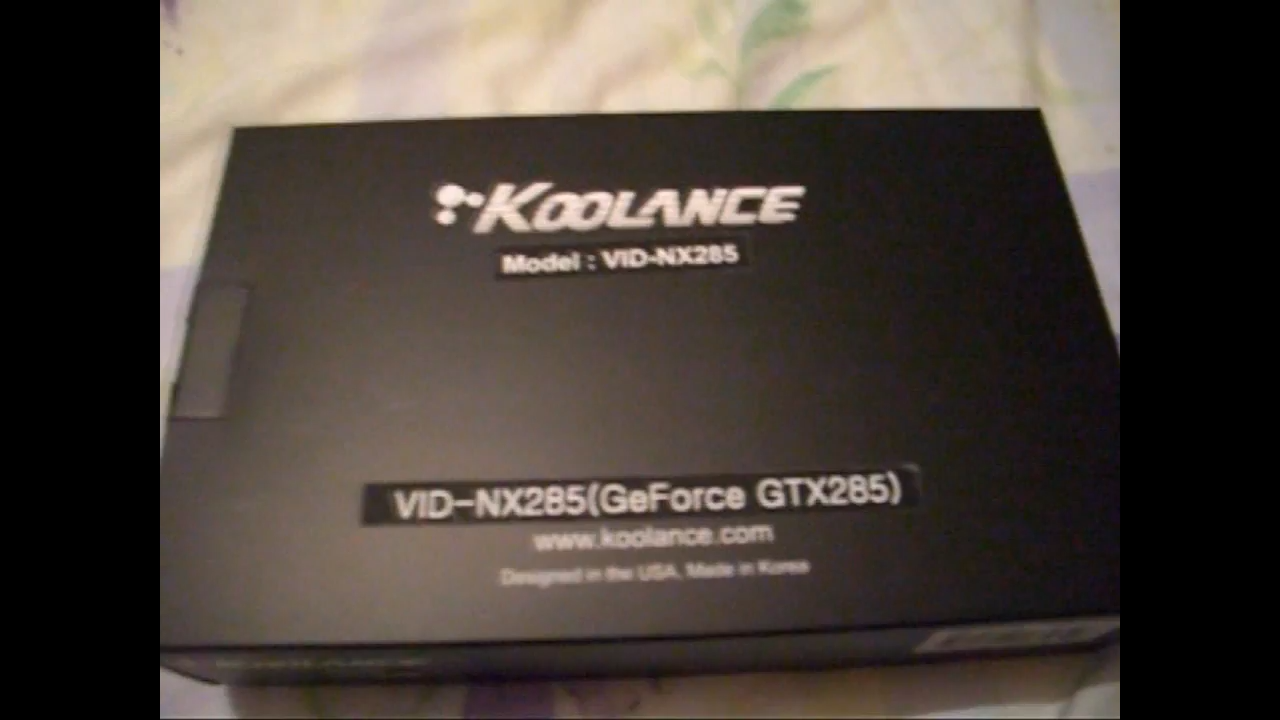 KOOLANCE
Model : VID-NX285
VID-NX285(GeForce GTX285)
www.koolance.com
Designed in the USA, Made in Korea